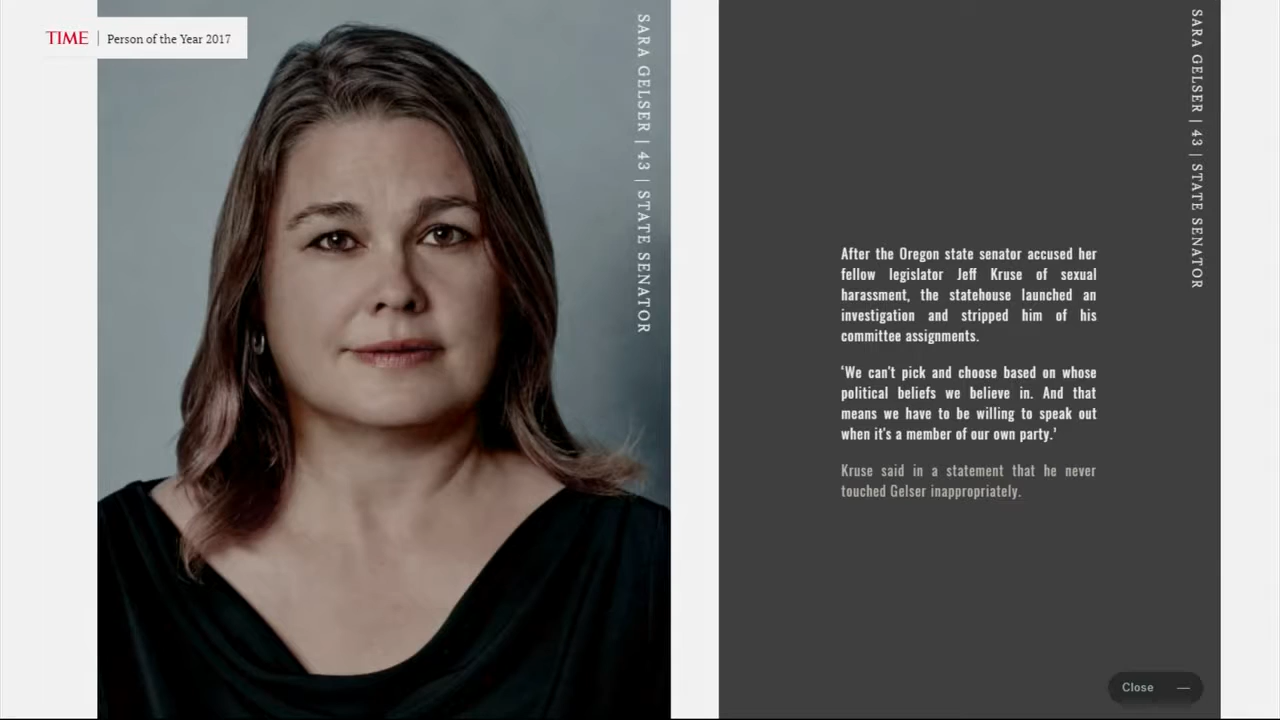 TIME | Person of the Year 2017
SARA GELSER | 43 | STATE SENATOR
SARA GELSER | 43 | STATE SENATOR
After the Oregon state senator accused her
fellow legislator Jeff Kruse of sexual
harassment, the statehouse launched an
investigation and stripped him of his
committee assignments.
‘We can't pick and choose based on whose
political beliefs we believe in. And that
means we have to be willing to speak out
when it's a member of our own party.’
Kruse said in a statement that he never
touched Gelser inappropriately.
Close —